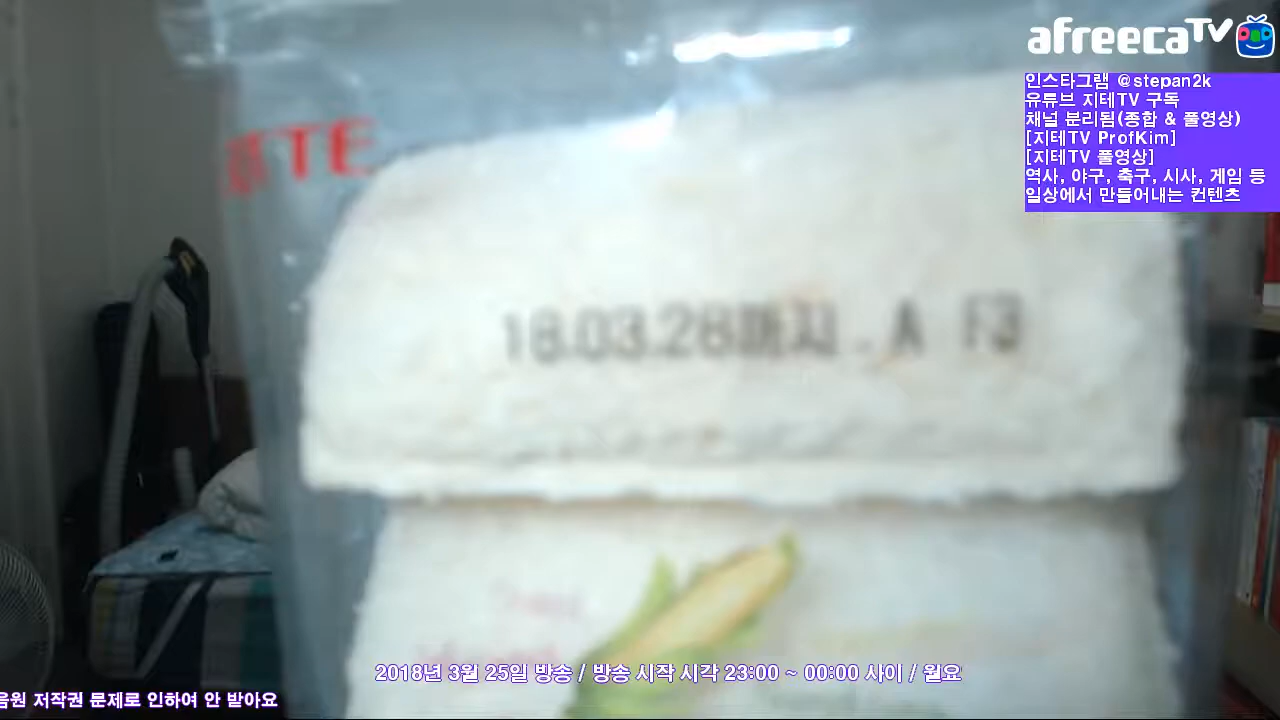 afreecaTV
인스타그램 @stepan2k
유튜브 지테TV 구독
채널 분리됨(종합 & 풀영상)
[지테TV ProfKim]
[지테TV 풀영상]
역사, 야구, 축구, 시사, 게임 등
일상에서 만들어내는 컨텐츠
18.03.28까지 . A F3
2018년 3월 25일 방송 / 방송 시작 시각 23:00 ~ 00:00 사이 / 월요
음원 저작권 문제로 인하여 안 받아요